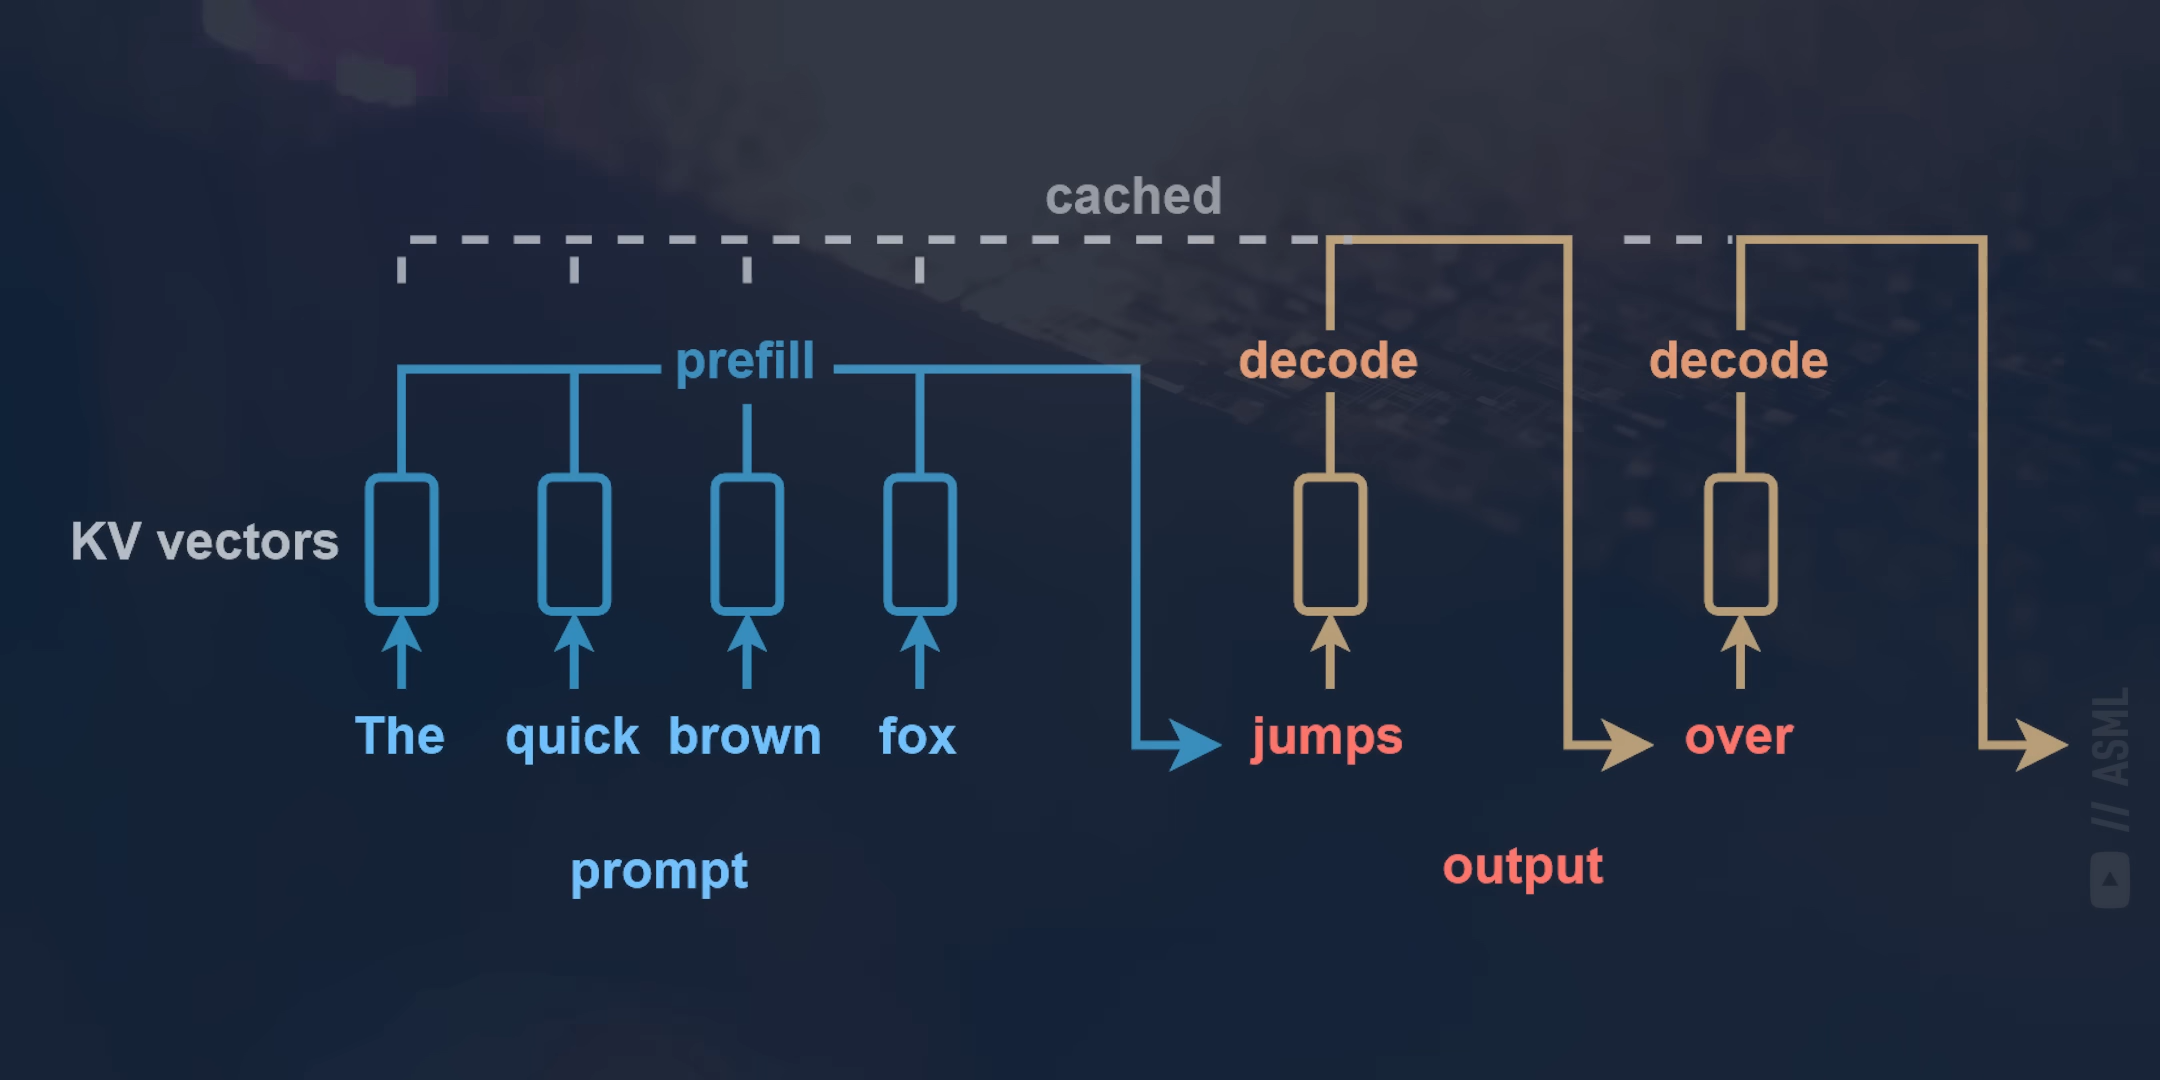 cached
prefill
decode
decode
KV vectors
The quick brown fox jumps over
prompt
output
// ASML